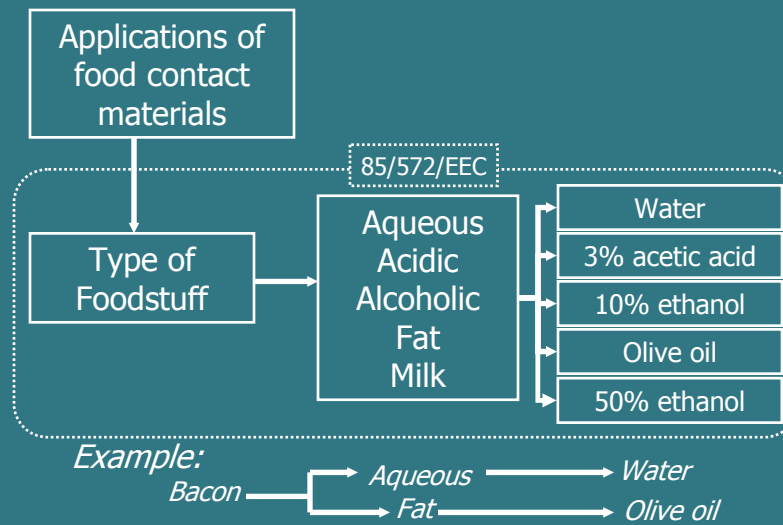 Applications of
food contact
materials
85/572/EEC
Type of
Foodstuff
Aqueous
Acidic
Alcoholic
Fat
Milk
Water
3% acetic acid
10% ethanol
Olive oil
50% ethanol
Example:
Bacon
Aqueous
Water
Fat
Olive oil